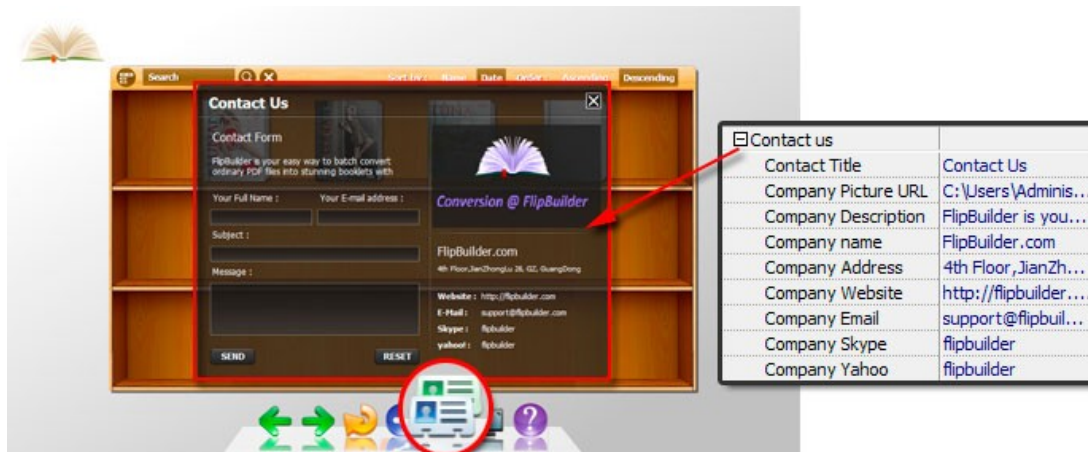 Search
Sort by : Name Date Order : Ascending Descending
Contact Us
Contact Form
FlipBuilder is your easy way to batch convert
ordinary PDF files into stunning booklets with
Your Full Name :
Your E-mail address :
Subject :
Message :
SEND
RESET
Conversion @ FlipBuilder
FlipBuilder.com
4th Floor,JianZhongLu 26, GZ, GuangDong
Website : http://flipbuilder.com
E-Mail : support@flipbuilder.com
Skype : flipbuilder
yahoo! : flipbuilder
Contact us
Contact Title Contact Us
Company Picture URL C:\Users\Adminis...
Company Description FlipBuilder is you...
Company name FlipBuilder.com
Company Address 4th Floor,JianZh...
Company Website http://flipbuilder....
Company Email support@flipbuil...
Company Skype flipbuilder
Company Yahoo flipbuilder